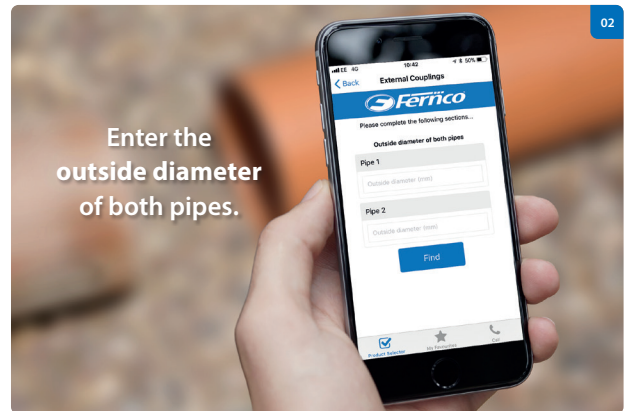 02
Enter the
outside diameter
of both pipes.
EE 4G 10:42 50%
Back External Couplings
Fernco
Please complete the following sections...
Outside diameter of both pipes
Pipe 1
Outside diameter (mm)
Pipe 2
Outside diameter (mm)
Find
Product Selector My Favourites Call